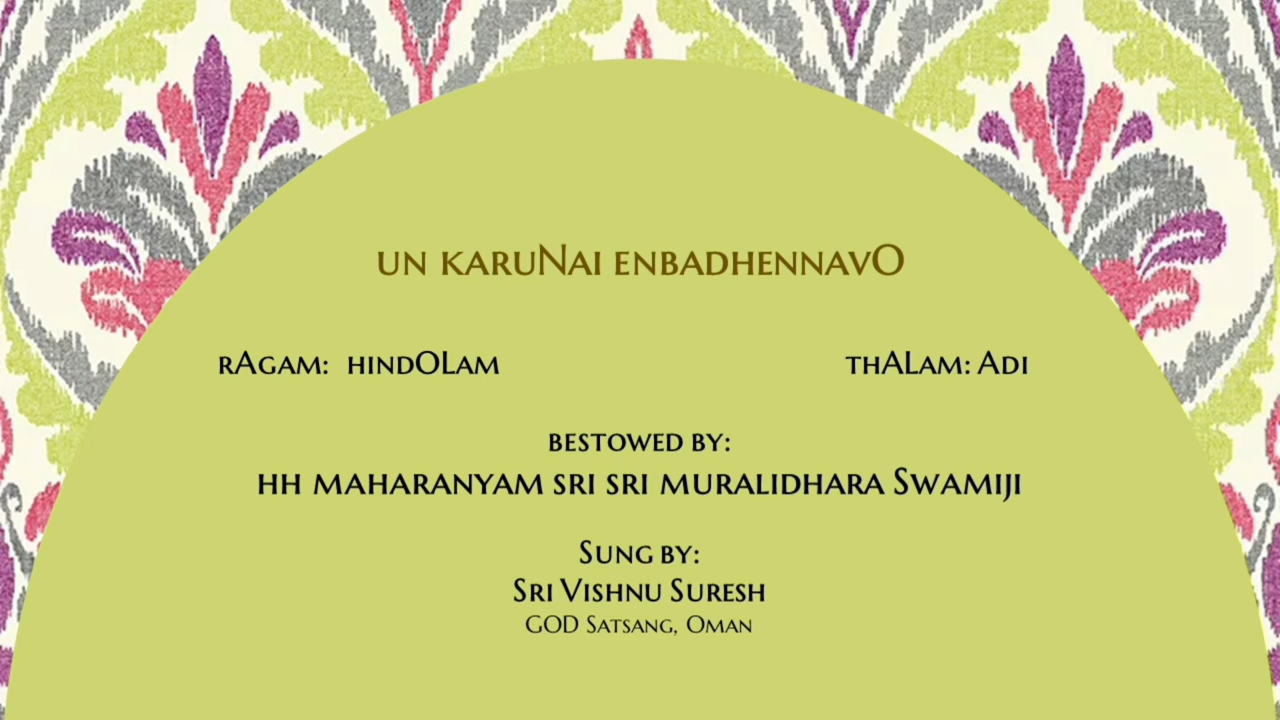 un karuNai enbadhennavO
rAgam: hindOLam thALam: Adi
bestowed by:
hh maharanyam sri sri muralidhara Swamiji
Sung by:
Sri Vishnu Suresh
GOD Satsang, Oman